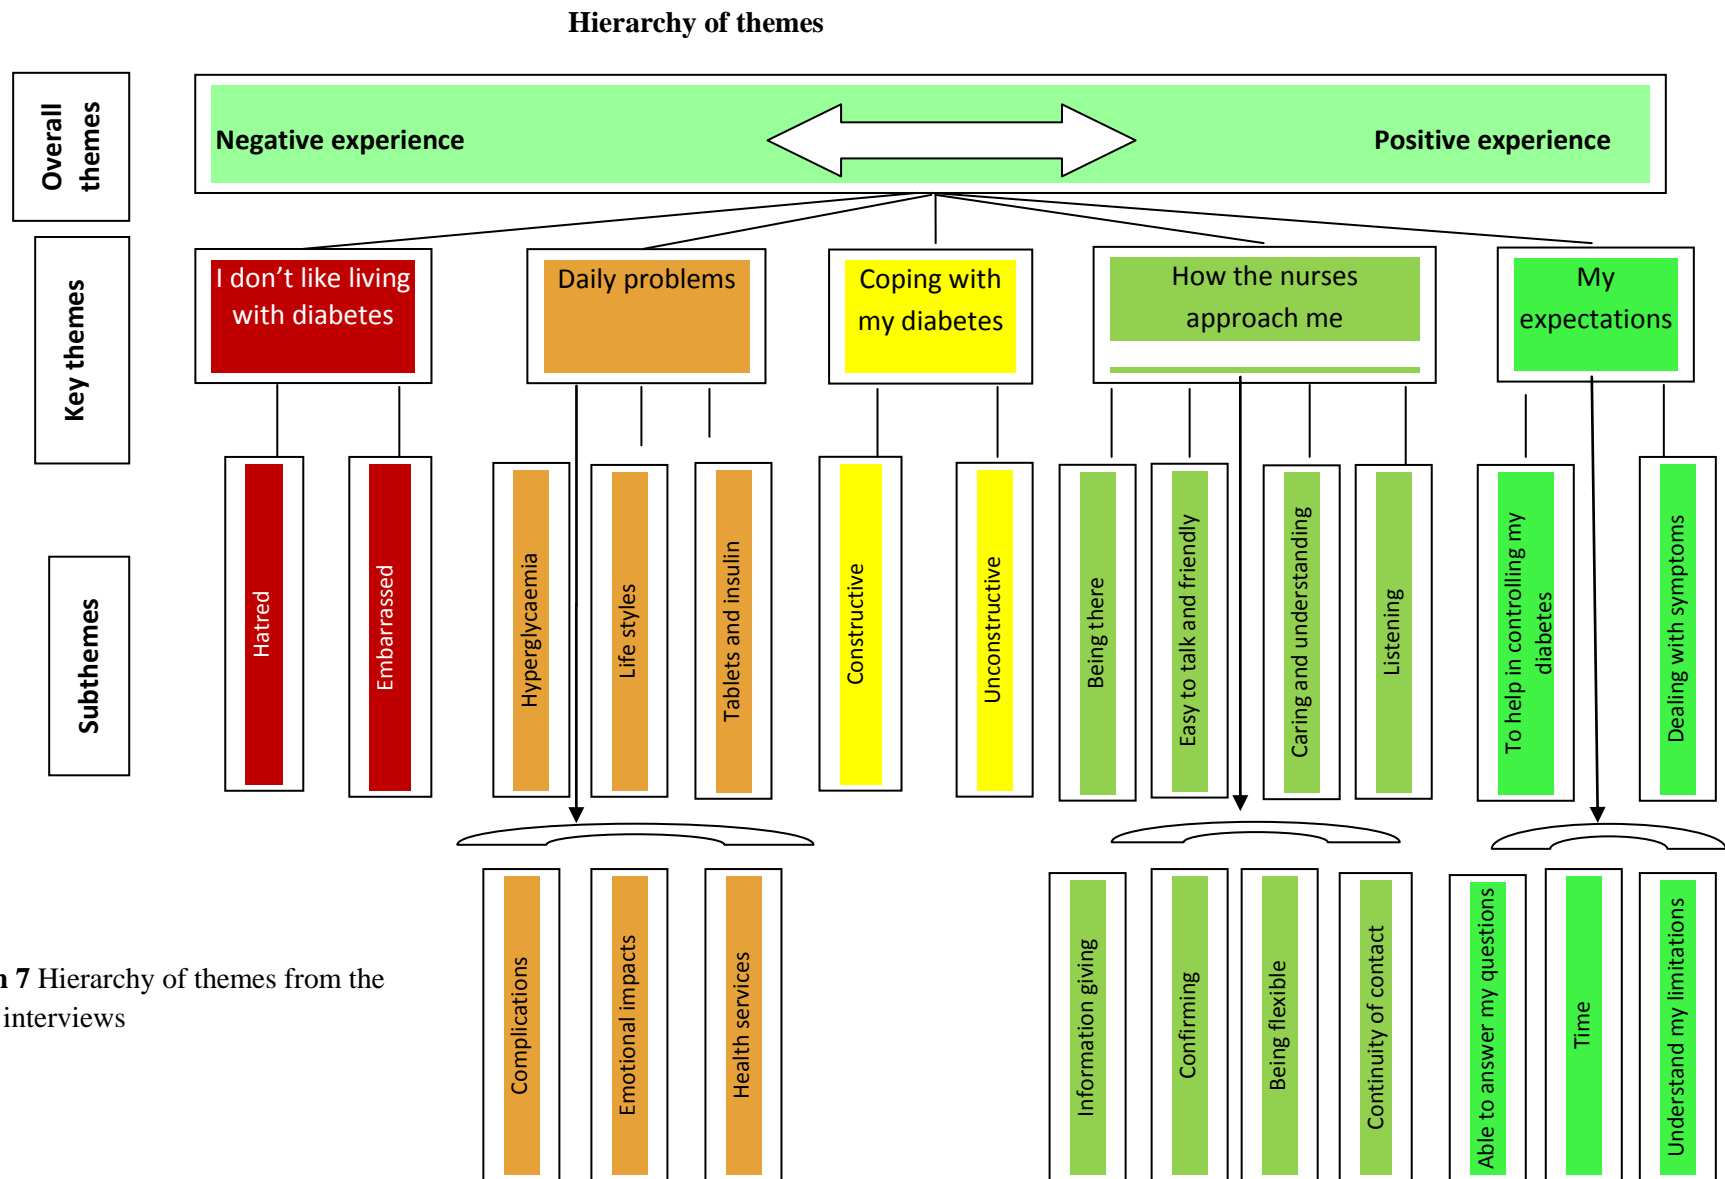 Hierarchy of themes
Overall
themes
Negative experience
Positive experience
Key themes
I don’t like living
with diabetes
Daily problems
Coping with
my diabetes
How the nurses
approach me
My
expectations
Subthemes
Hatred
Embarrassed
Hyperglycaemia
Life styles
Tablets and insulin
Constructive
Unconstructive
Being there
Easy to talk and friendly
Caring and understanding
Listening
To help in controlling my
diabetes
Dealing with symptoms
Complications
Emotional impacts
Health services
Information giving
Confirming
Being flexible
Continuity of contact
Able to answer my questions
Time
Understand my limitations
7 Hierarchy of themes from the
interviews